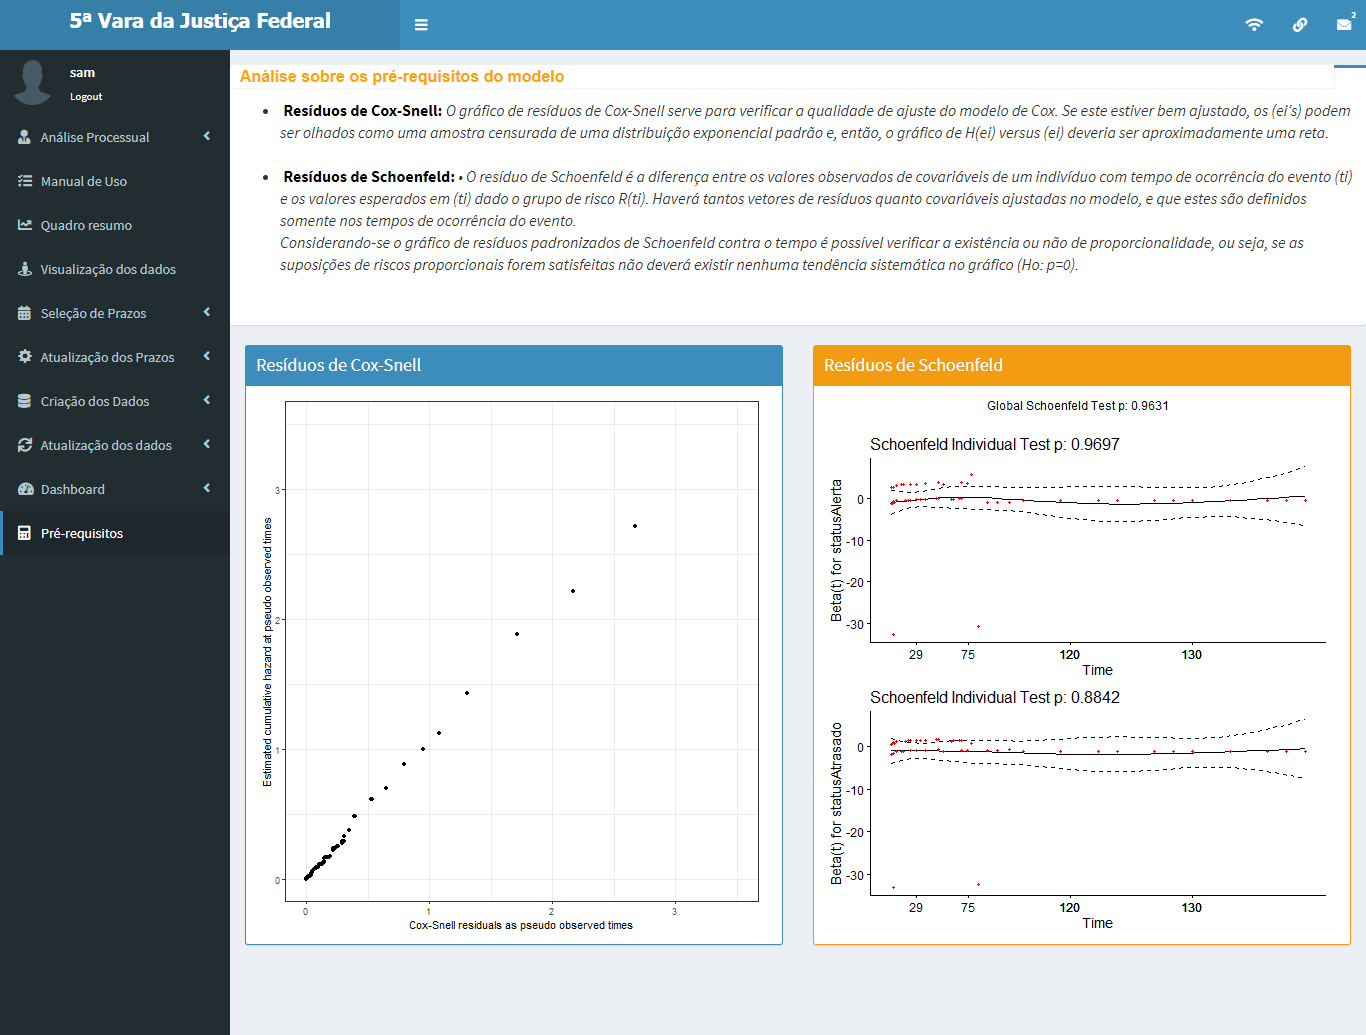 5ª Vara da Justiça Federal
2
sam
Logout
Análise Processual
Manual de Uso
Quadro resumo
Visualização dos dados
Seleção de Prazos
Atualização dos Prazos
Criação dos Dados
Atualização dos dados
Dashboard
Pré-requisitos
Análise sobre os pré-requisitos do modelo
• Resíduos de Cox-Snell: O gráfico de resíduos de Cox-Snell serve para verificar a qualidade de ajuste do modelo de Cox. Se este estiver bem ajustado, os (ei's) podem
ser olhados como uma amostra censurada de uma distribuição exponencial padrão e, então, o gráfico de H(ei) versus (ei) deveria ser aproximadamente uma reta.
• Resíduos de Schoenfeld: • O resíduo de Schoenfeld é a diferença entre os valores observados de covariáveis de um indivíduo com tempo de ocorrência do evento (ti)
e os valores esperados em (ti) dado o grupo de risco R(ti). Haverá tantos vetores de resíduos quanto covariáveis ajustadas no modelo, e que estes são definidos
somente nos tempos de ocorrência do evento.
Considerando-se o gráfico de resíduos padronizados de Schoenfeld contra o tempo é possível verificar a existência ou não de proporcionalidade, ou seja, se as
suposições de riscos proporcionais forem satisfeitas não deverá existir nenhuma tendência sistemática no gráfico (Ho: p=0).
Resíduos de Cox-Snell
Estimated cumulative hazard at pseudo observed times
3
2
1
0
0 1 2 3
Cox-Snell residuals as pseudo observed times
Resíduos de Schoenfeld
Global Schoenfeld Test p: 0.9631
Schoenfeld Individual Test p: 0.9697
Beta(t) for statusAlerta
0
-10
-20
-30
29 75 120 130
Time
Schoenfeld Individual Test p: 0.8842
Beta(t) for statusAtrasado
0
-10
-20
-30
29 75 120 130
Time